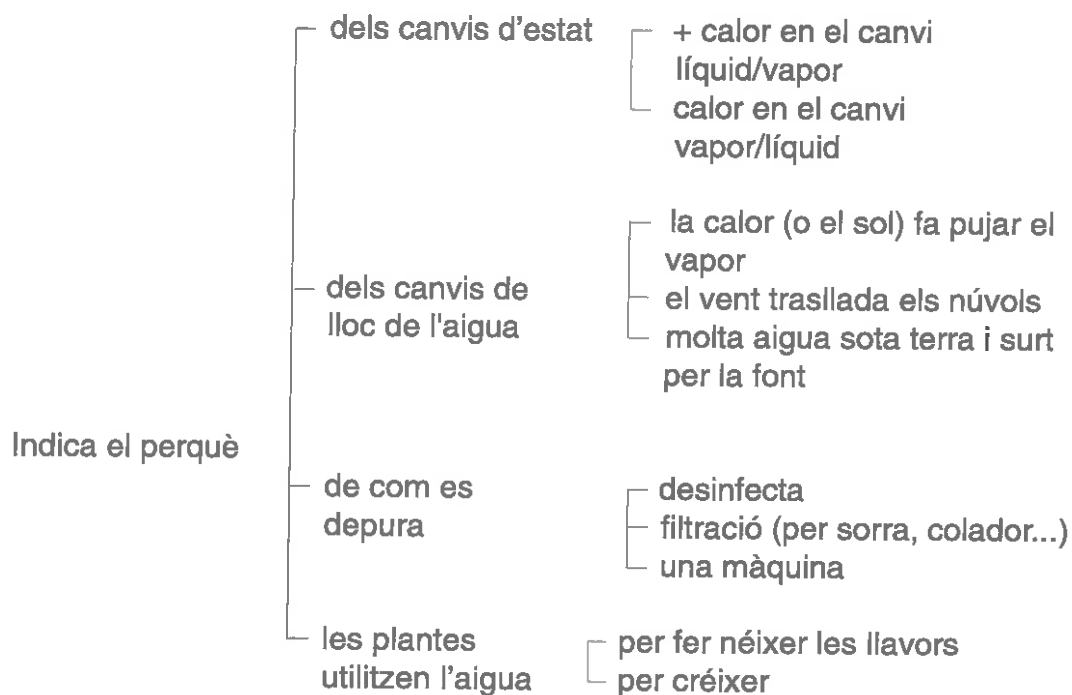 dels canvis d'estat
+ calor en el canvi
líquid/vapor
calor en el canvi
vapor/líquid
la calor (o el sol) fa pujar el
vapor
dels canvis de
lloc de l'aigua
el vent trasllada els núvols
molta aigua sota terra i surt
per la font
Indica el perquè
de com es
depura
desinfecta
filtració (per sorra, colador...)
una màquina
les plantes
utilitzen l'aigua
per fer néixer les llavors
per créixer